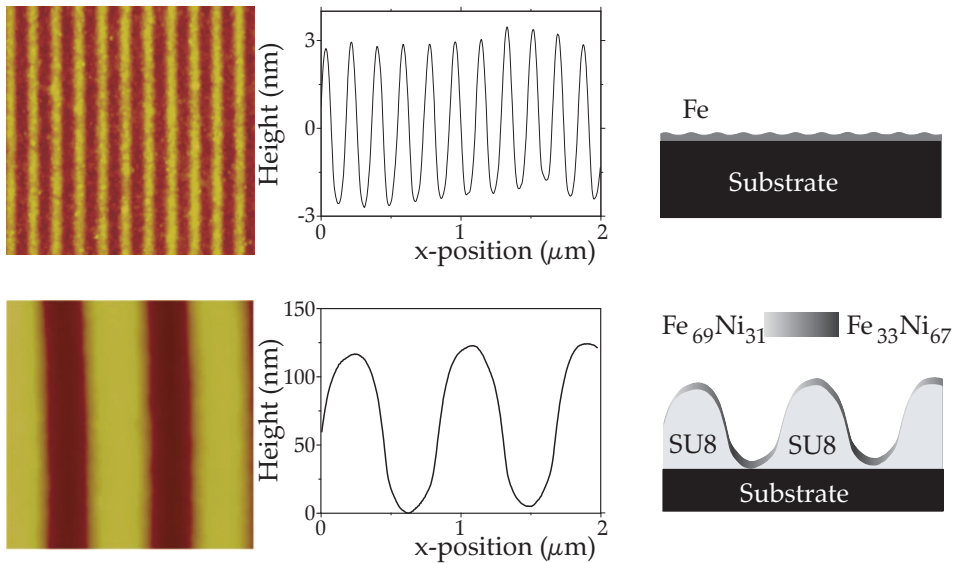 Height (nm)
3
0
-3
0
1
2
x-position (μm)
Fe
Substrate
Height (nm)
150
100
50
0
0
1
2
x-position (μm)
Fe69Ni31
Fe33Ni67
SU8
SU8
Substrate